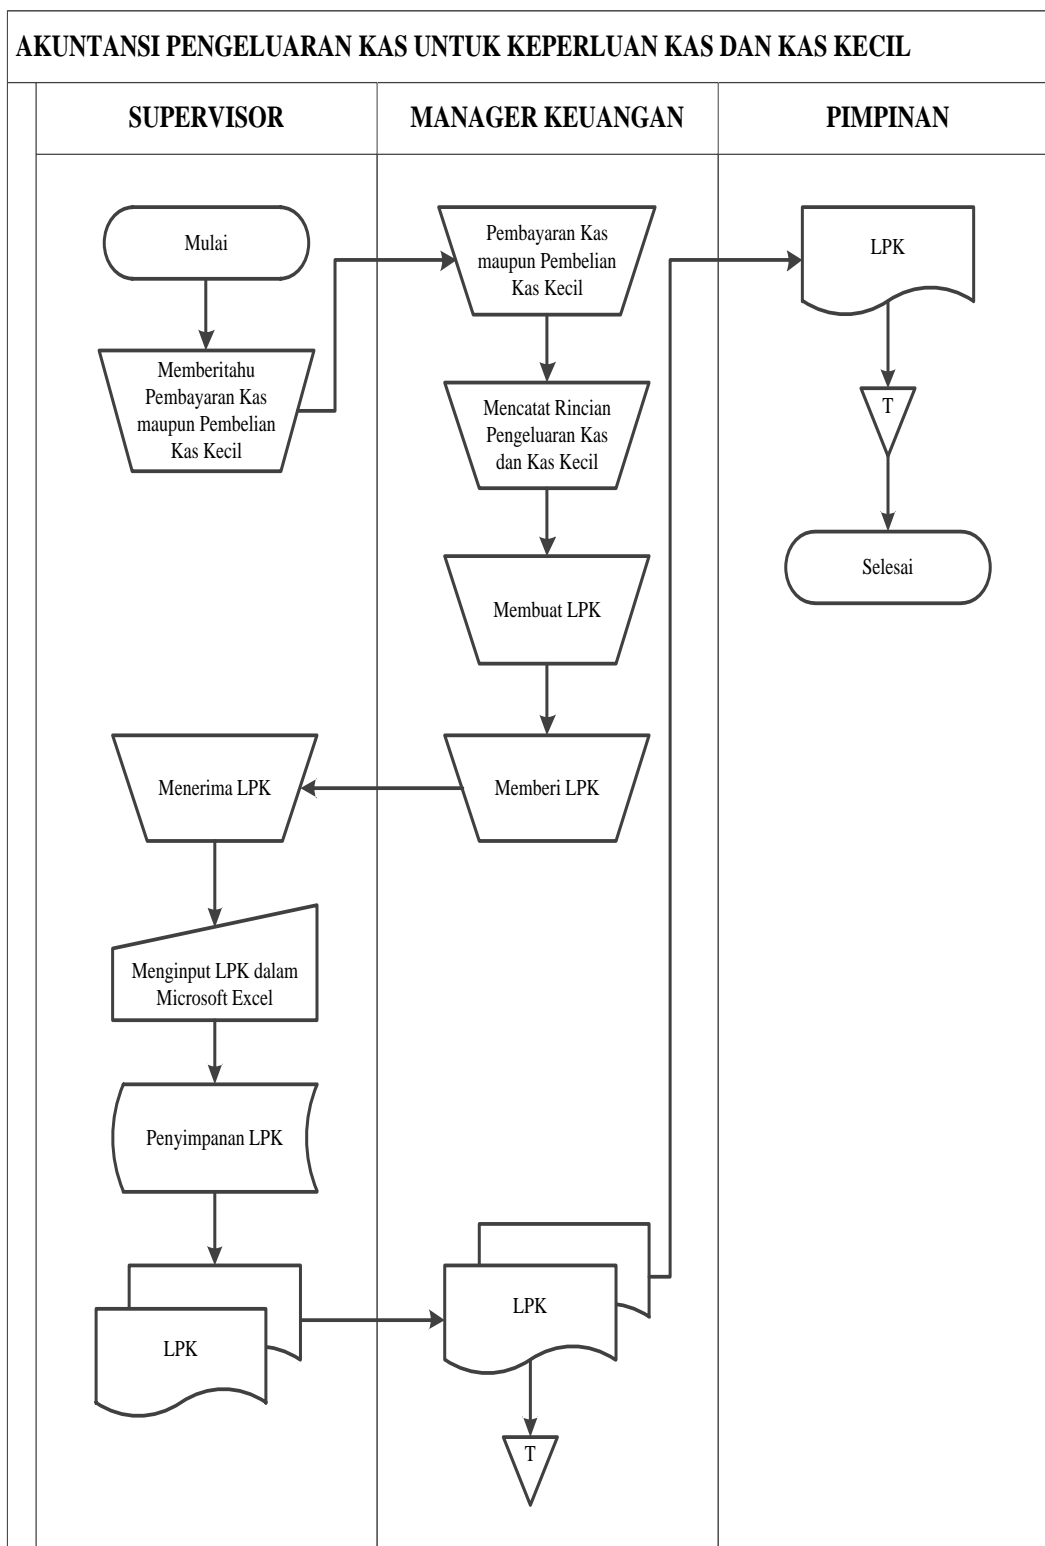 AKUNTANSI PENGELUARAN KAS UNTUK KEPERLUAN KAS DAN KAS KECIL
SUPERVISOR
MANAGER KEUANGAN
PIMPINAN
Mulai
Memberitahu
Pembayaran Kas
maupun Pembelian
Kas Kecil
Pembayaran Kas
maupun Pembelian
Kas Kecil
Mencatat Rincian
Pengeluaran Kas
dan Kas Kecil
Membuat LPK
Memberi LPK
Menerima LPK
Menginput LPK dalam
Microsoft Excel
Penyimpanan LPK
LPK
LPK
T
LPK
T
Selesai